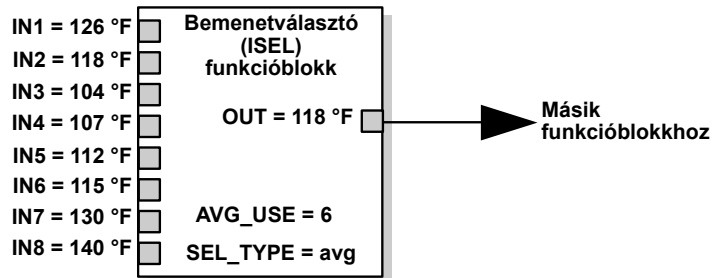 IN1 = 126 °F
IN2 = 118 °F
IN3 = 104 °F
IN4 = 107 °F
IN5 = 112 °F
IN6 = 115 °F
IN7 = 130 °F
IN8 = 140 °F
Bemenetválasztó
(ISEL)
funkcióblokk
OUT = 118 °F
AVG_USE = 6
SEL_TYPE = avg
Másik
funkcióblokkhoz